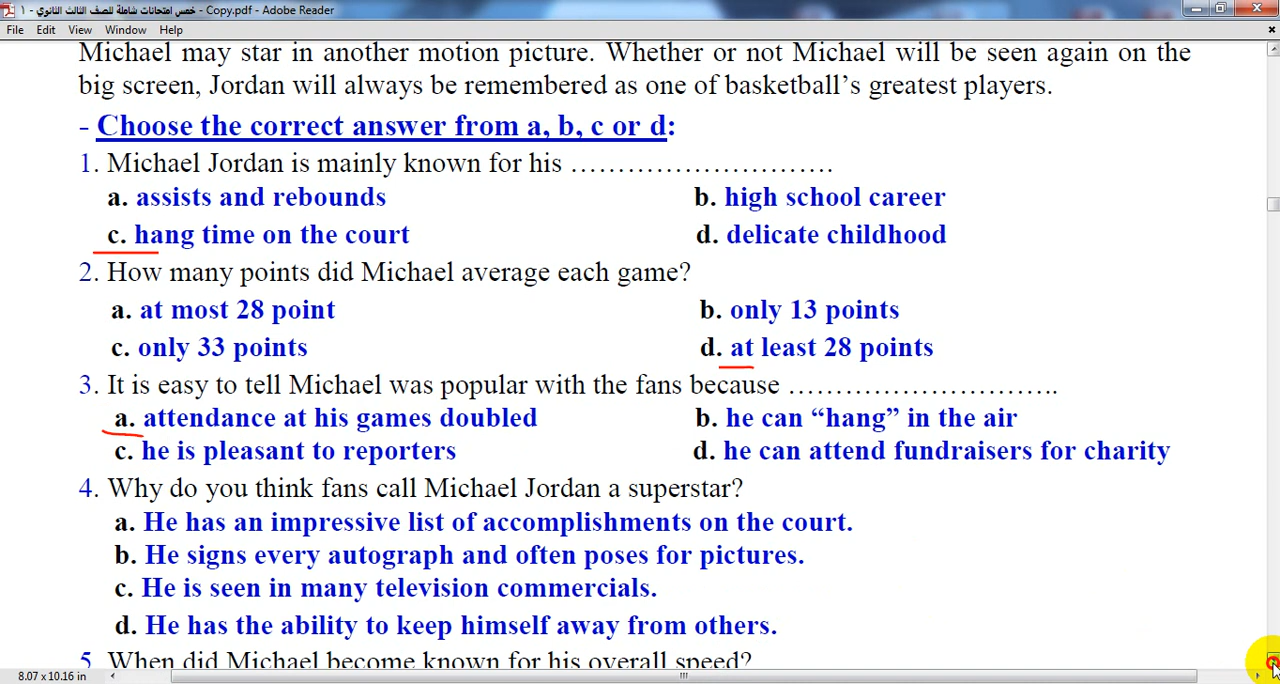 خمس امتحانات شاملة للصف الثالث الثانوي - ١ - Copy.pdf - Adobe Reader
File Edit View Window Help
Michael may star in another motion picture. Whether or not Michael will be seen again on the
big screen, Jordan will always be remembered as one of basketball's greatest players.
- Choose the correct answer from a, b, c or d:
1. Michael Jordan is mainly known for his ……………………….
a. assists and rebounds b. high school career
c. hang time on the court d. delicate childhood
2. How many points did Michael average each game?
a. at most 28 point b. only 13 points
c. only 33 points d. at least 28 points
3. It is easy to tell Michael was popular with the fans because ……………………….
a. attendance at his games doubled b. he can “hang” in the air
c. he is pleasant to reporters d. he can attend fundraisers for charity
4. Why do you think fans call Michael Jordan a superstar?
a. He has an impressive list of accomplishments on the court.
b. He signs every autograph and often poses for pictures.
c. He is seen in many television commercials.
d. He has the ability to keep himself away from others.
5. When did Michael become known for his overall speed?
8.07 x 10.16 in